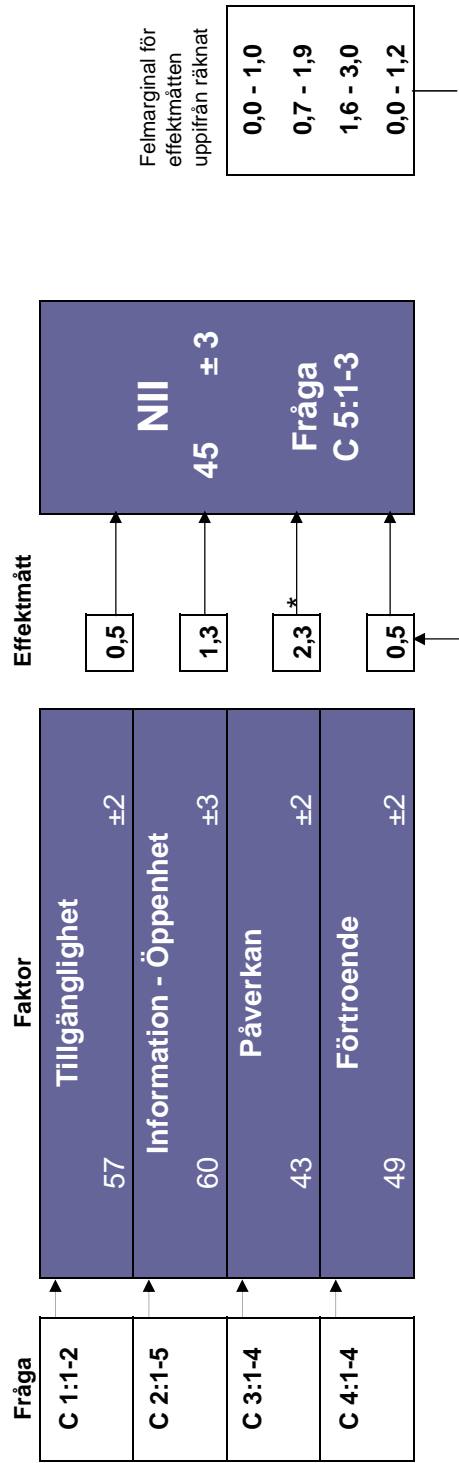 Fråga
Faktor
Effektmått
Felmarginal för
effektmåtten
uppifrån räknat
C 1:1-2
Tillgänglighet
57 ±2
0,5
C 2:1-5
Information - Öppenhet
60 ±3
1,3
C 3:1-4
Påverkan
43 ±2
2,3 *
C 4:1-4
Förtroende
49 ±2
0,5
NII
45 ± 3
Fråga
C 5:1-3
0,0 - 1,0
0,7 - 1,9
1,6 - 3,0
0,0 - 1,2